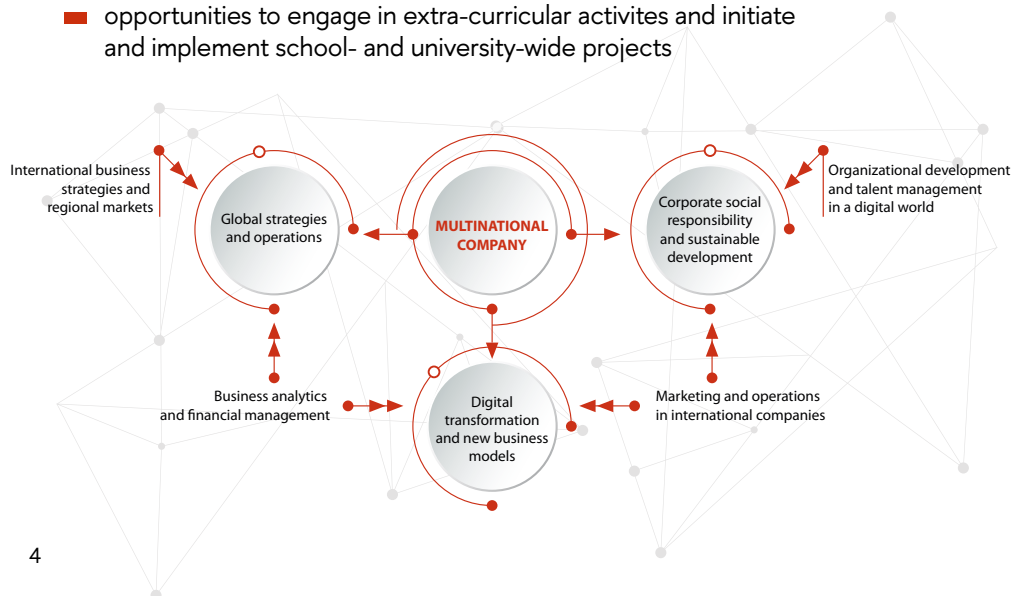 opportunities to engage in extra-curricular activites and initiate
and implement school- and university-wide projects
International business
strategies and
regional markets
Global strategies
and operations
MULTINATIONAL
COMPANY
Corporate social
responsibility
and sustainable
development
Organizational development
and talent management
in a digital world
Business analytics
and financial management
Digital
transformation
and new business
models
Marketing and operations
in international companies
4